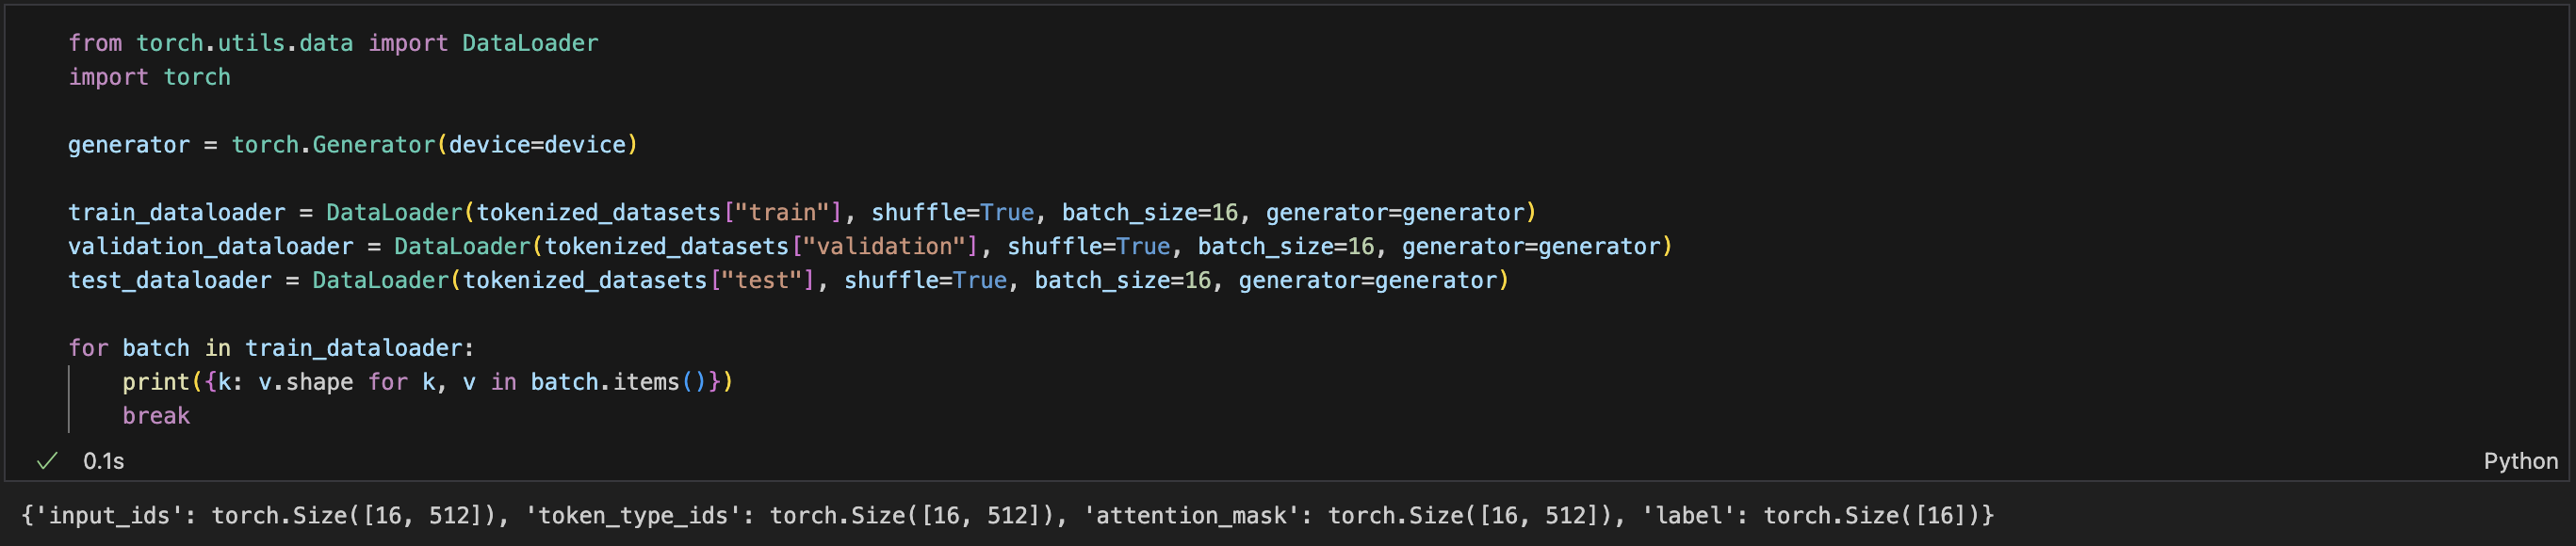 from torch.utils.data import DataLoader
import torch
generator = torch.Generator(device=device)
train_dataloader = DataLoader(tokenized_datasets["train"], shuffle=True, batch_size=16, generator=generator)
validation_dataloader = DataLoader(tokenized_datasets["validation"], shuffle=True, batch_size=16, generator=generator)
test_dataloader = DataLoader(tokenized_datasets["test"], shuffle=True, batch_size=16, generator=generator)
for batch in train_dataloader:
    print({k: v.shape for k, v in batch.items()})
    break
0.1s
Python
{'input_ids': torch.Size([16, 512]), 'token_type_ids': torch.Size([16, 512]), 'attention_mask': torch.Size([16, 512]), 'label': torch.Size([16])}